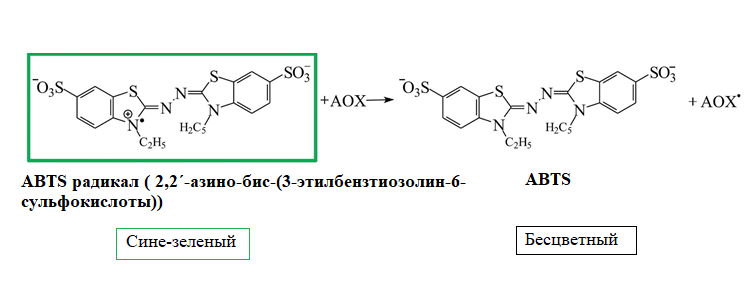 ⁻O₃S
S
N
N
S
SO₃⁻
⊕
N•
N
C₂H₅
H₂C₅
+AOX
⁻O₃S
S
N
N
S
SO₃⁻
N
N
C₂H₅
H₂C₅
+ AOX•
ABTS радикал ( 2,2´-азино-бис-(3-этилбензтиозолин-6-
сульфокислоты))
ABTS
Сине-зеленый
Бесцветный